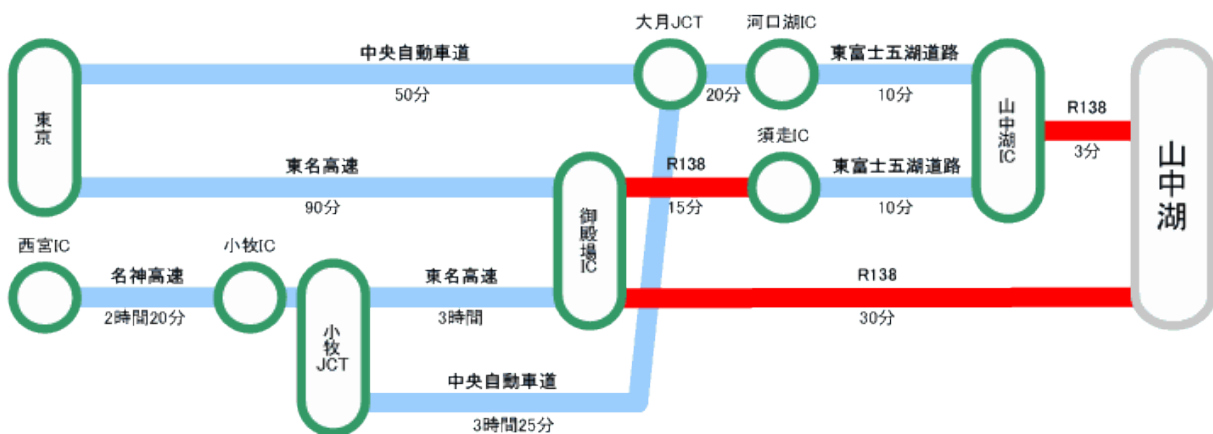 大月JCT
河口湖IC
中央自動車道
東富士五湖道路
50分
20分
10分
東京
山中湖IC
R138
3分
山中湖
須走IC
東名高速
R138
東富士五湖道路
90分
15分
10分
御殿場IC
西宮IC
小牧IC
名神高速
東名高速
R138
2時間20分
3時間
30分
小牧
JCT
中央自動車道
3時間25分